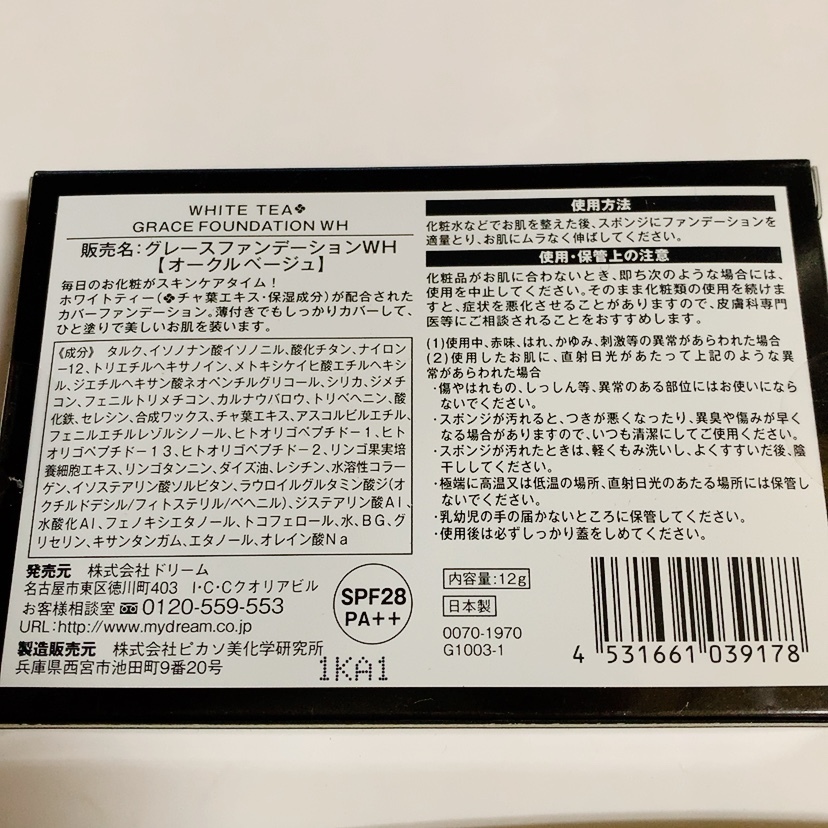 WHITE TEA
GRACE FOUNDATION WH
販売名:グレースファンデーションWH
【オークル ベージュ】
毎日のお化粧がスキンケアタイム!
ホワイトティー(チャ葉エキス・保湿成分)が配合された
カバーファンデーション。薄付きでもしっかりカバーして、
ひと塗りで美しいお肌を装います!
《成分》 タルク、イソノナン酸イソノニル、酸化チタン、ナイロン
-12、トリエチルヘキサノイン、メトキシケイヒ酸エチルヘキシ
ル、ジエチルヘキサン酸ネオペンチルグリコール、シリカ、ジメチ
コン、フェニルトリメチコン、カルナウバロウ、トリベヘニン、酸
化鉄、セレシン、合成ワックス、チャ葉エキス、アスコルビルエチル、
フェニルエチルレゾルシノール、ヒトオリゴペプチド-1、ヒト
オリゴペプチド-13、ヒトオリゴペプチド-2、リンゴ果実培
養細胞エキス、リンゴタンニン、ダイズ油、レシチン、水溶性コラー
ゲン、イソステアリン酸ソルビタン、ラウロイルグルタミン酸ジ(オ
クチルドデシル/フィトステリル/ベヘニル)、ジステアリン酸Al、
水酸化Al、フェノキシエタノール、トコフェロール、水、BG、グ
リセリン、キサンタンガム、エタノール、オレイン酸Na
発売元 株式会社ドリーム
名古屋市東区徳川町403 I・C・Cクオリアビル
お客様相談室 0120-559-553
URL:http://www.mydream.co.jp
製造販売元 株式会社ピカソ美化学研究所
兵庫県西宮市池田町9番20号
1KA1
SPF28
PA++
使用方法
化粧水などでお肌を整えた後、スポンジにファンデーションを
適量とり、お肌にムラなく伸ばしてください。
使用・保管上の注意
化粧品がお肌に合わないとき、即ち次のような場合には、
使用を中止してください。そのまま化粧類の使用を続けま
すと、症状を悪化させることがありますので、皮膚科専門
医等にご相談されることをおすすめします。
(1)使用中、赤味、はれ、かゆみ、刺激等の異常があらわれた場合
(2)使用したお肌に、直射日光があたって上記のような異
常があらわれた場合
・傷やはれもの、しっしん等、異常のある部位にはお使いになら
ないでください。
・スポンジが汚れると、つきが悪くなったり、異臭や傷みが早く
なる場合がありますので、いつも清潔にしてご使用ください。
・スポンジが汚れたときは、軽くもみ洗いし、よくすすいだ後、陰
干ししてください。
・極端に高温又は低温の場所、直射日光のあたる場所には保管し
ないでください。
・乳幼児の手の届かないところに保管してください。
・使用後は必ずしっかり蓋をしめてください。
内容量:12g
日本製
0070-1970
G1003-1
4 531661 039178